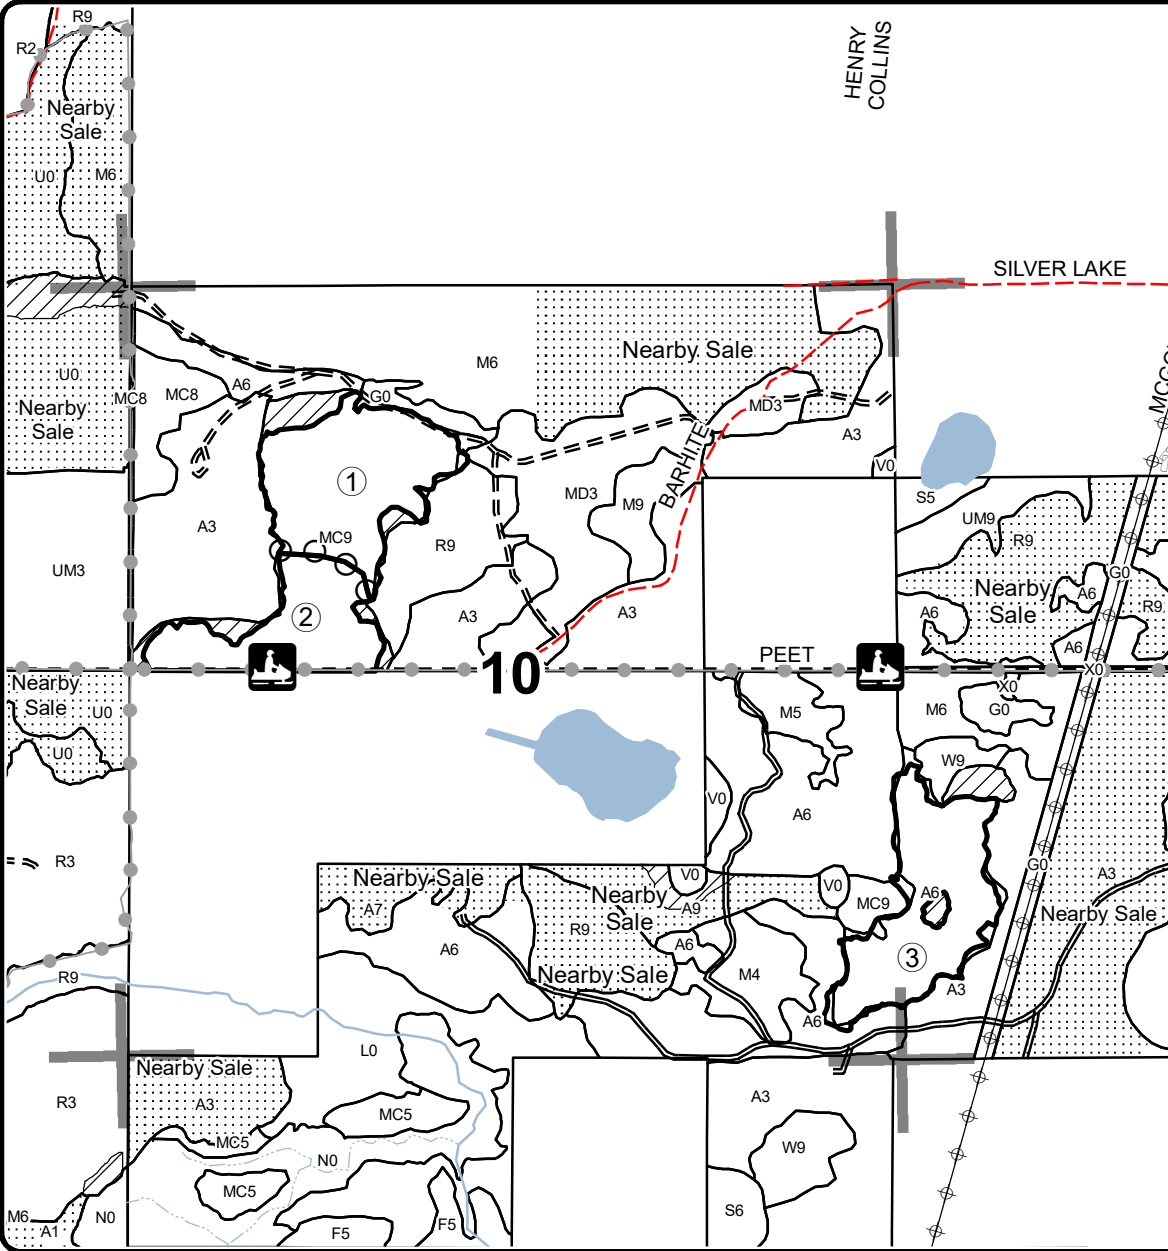 R9
R2
HENRY
COLLINS
Nearby
Sale
U0
M6
SILVER LAKE
M6
Nearby Sale
U0
MC8
MC8
A6
G0
Nearby
Sale
MD3
A3
BARHITE
V0
1
MD3
M9
S5
UM9
A3
MC9
R9
R9
UM3
Nearby
Sale
G0
A6
R9
A6
2
A3
A3
A6
PEET
10
X0
X0
Nearby
Sale
U0
U0
M5
M6
G0
W9
V0
A6
R3
G0
Nearby Sale
V0
V0
A3
A7
Nearby
Sale
A9
MC9
A6
Nearby Sale
R9
A6
A6
3
Nearby Sale
M4
R9
A3
A6
L0
Nearby Sale
R3
A3
MC5
A3
MC5
W9
N0
MC5
M6
A1
N0
F5
F5
S6